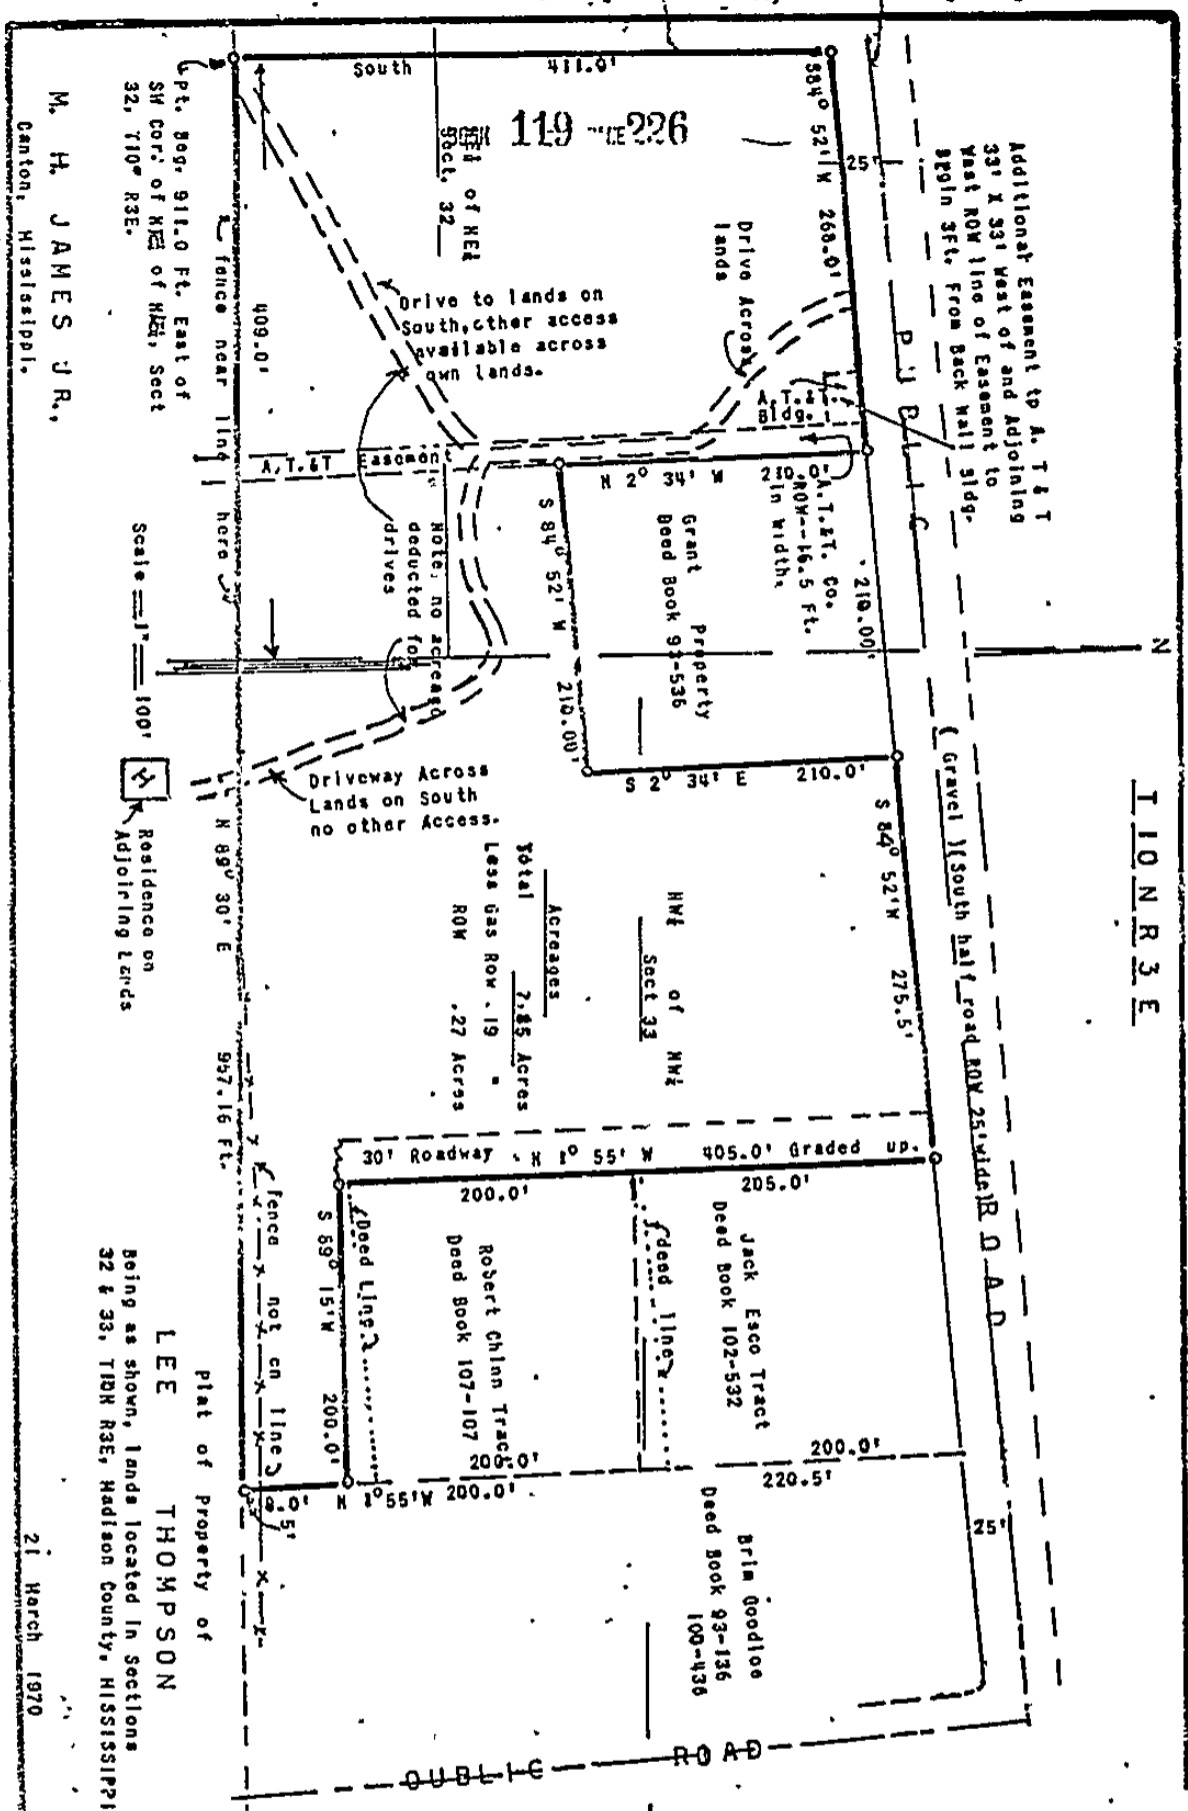 BOOK 119 PAGE 226
T 10 N R 3 E
N
Additional Easement to A. T & T
33' X 33' West of and Adjoining
West ROW line of Easement to
Begin 3Ft. From Back Wall Bldg.
PUBLIC
( Gravel )(South half road ROW 25'wide)
ROAD
25'
S84° 52' W 268.0'
210.00'
S 84° 52'W 275.5'
25'
South 411.0'
of NE¼
Sect. 32
Drive Across
lands
A.T.&T
Bldg.
A.T.&T. Co.
ROW--16.5 Ft.
in Width.
N 2° 34' W 210.0'
Grant Property
Deed Book 93-536
S 2° 34' E 210.0'
S 84° 52' W 210.00'
Drive to lands on
South, other access
available across
own lands.
A.T.&T Easement
Note: no acreage
deducted for
drives
NW¼ of NW¼
Sect 33
Acreages
Total 7.85 Acres
Less Gas Row .19 "
ROW .27 Acres
Driveway Across
Lands on South
no other Access.
30' Roadway - N 1° 55' W 405.0' Graded up.
200.0' 205.0'
Jack Esco Tract
Deed Book 102-532
deed line
200.0'
220.5'
Robert Chinn Tract
Deed Book 107-107
200.0'
Deed Line
S 89° 15'W 200.0'
N 1°55'W 200.0'
Brim Goodloe
Deed Book 93-136
100-436
PUBLIC ROAD
409.0'
fence near line here
N 89° 30' E 957.16 Ft.
fence not on line
5'
Pt. Beg. 911.0 Ft. East of
SW Cor. of NE¼ of NE¼, Sect
32, T10N R3E.
Scale ==1"== 100'
Residence on
Adjoining Lands
M. H. JAMES JR.,
Canton, Mississippi.
Plat of Property of
LEE THOMPSON
Being as shown, lands located in Sections
32 & 33, T10N R3E, Madison County, MISSISSIPPI
21 March 1970